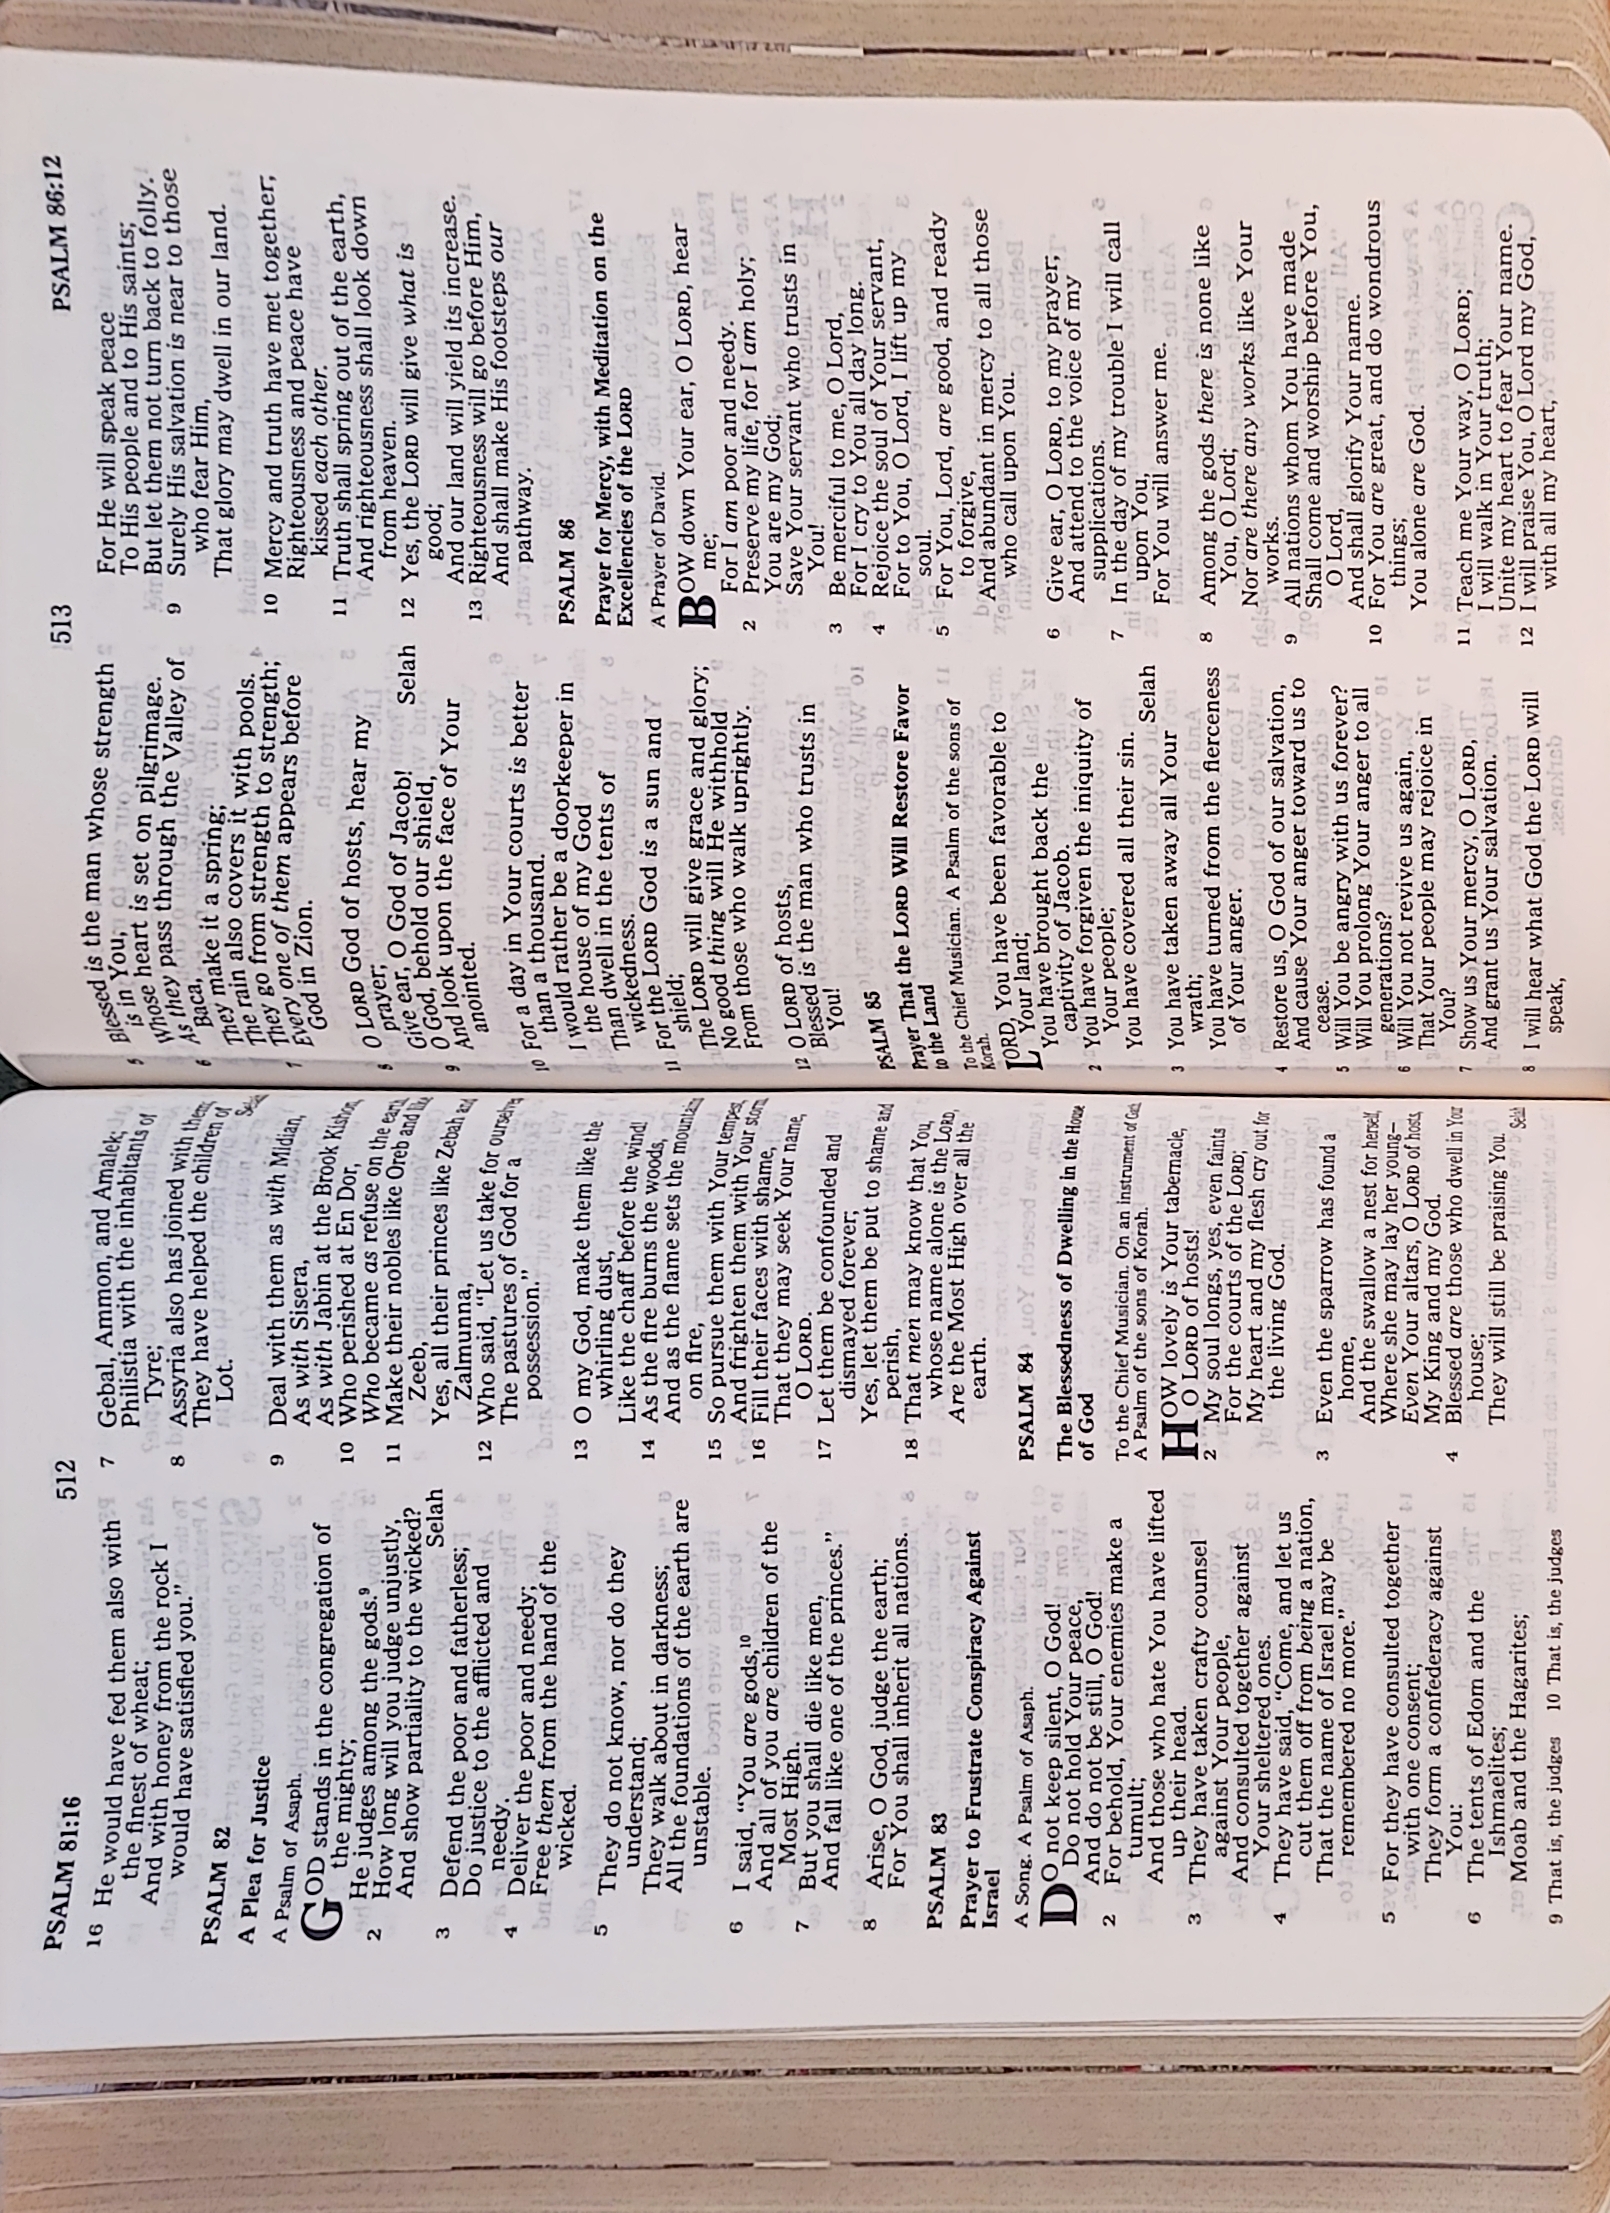 PSALM 81:16
512
16 He would have fed them also with
the finest of wheat;
And with honey from the rock I
would have satisfied you."
PSALM 82
A Plea for Justice
A Psalm of Asaph.
GOD stands in the congregation of
the mighty;
He judges among the gods.⁹
2 How long will you judge unjustly,
And show partiality to the wicked?
Selah
3 Defend the poor and fatherless;
Do justice to the afflicted and
needy.
4 Deliver the poor and needy;
Free them from the hand of the
wicked.
5 They do not know, nor do they
understand;
They walk about in darkness;
All the foundations of the earth are
unstable.
6 I said, "You are gods,¹⁰
And all of you are children of the
Most High.
7 But you shall die like men,
And fall like one of the princes."
8 Arise, O God, judge the earth;
For You shall inherit all nations.
PSALM 83
Prayer to Frustrate Conspiracy Against
Israel
A Song. A Psalm of Asaph.
DO not keep silent, O God!
Do not hold Your peace,
And do not be still, O God!
2 For behold, Your enemies make a
tumult;
And those who hate You have lifted
up their head.
3 They have taken crafty counsel
against Your people,
And consulted together against
Your sheltered ones.
4 They have said, "Come, and let us
cut them off from being a nation,
That the name of Israel may be
remembered no more."
5 For they have consulted together
with one consent;
They form a confederacy against
You:
6 The tents of Edom and the
Ishmaelites;
Moab and the Hagarites;
9 That is, the judges 10 That is, the judges
7 Gebal, Ammon, and Amalek;
Philistia with the inhabitants of
Tyre;
8 Assyria also has joined with them;
They have helped the children of
Lot.
Selah
9 Deal with them as with Midian,
As with Sisera,
As with Jabin at the Brook Kishon,
10 Who perished at En Dor,
Who became as refuse on the earth.
11 Make their nobles like Oreb and like
Zeeb,
Yes, all their princes like Zebah and
Zalmunna,
12 Who said, "Let us take for ourselves
The pastures of God for a
possession."
13 O my God, make them like the
whirling dust,
Like the chaff before the wind!
14 As the fire burns the woods,
And as the flame sets the mountains
on fire,
15 So pursue them with Your tempest,
And frighten them with Your storm.
16 Fill their faces with shame,
That they may seek Your name,
O LORD.
17 Let them be confounded and
dismayed forever;
Yes, let them be put to shame and
perish,
18 That men may know that You,
whose name alone is the LORD,
Are the Most High over all the
earth.
PSALM 84
The Blessedness of Dwelling in the House
of God
To the Chief Musician. On an instrument of Gath.
A Psalm of the sons of Korah.
HOW lovely is Your tabernacle,
O LORD of hosts!
2 My soul longs, yes, even faints
For the courts of the LORD;
My heart and my flesh cry out for
the living God.
3 Even the sparrow has found a
home,
And the swallow a nest for herself,
Where she may lay her young—
Even Your altars, O LORD of hosts,
My King and my God.
4 Blessed are those who dwell in Your
house;
They will still be praising You.
Selah
513
PSALM 86:12
5 Blessed is the man whose strength
is in You,
Whose heart is set on pilgrimage.
6 As they pass through the Valley of
Baca,
They make it a spring;
The rain also covers it with pools.
7 They go from strength to strength;
Every one of them appears before
God in Zion.
8 O LORD God of hosts, hear my
prayer;
Give ear, O God of Jacob! Selah
9 O God, behold our shield,
And look upon the face of Your
anointed.
10 For a day in Your courts is better
than a thousand.
I would rather be a doorkeeper in
the house of my God
Than dwell in the tents of
wickedness.
11 For the LORD God is a sun and
shield;
The LORD will give grace and glory;
No good thing will He withhold
From those who walk uprightly.
12 O LORD of hosts,
Blessed is the man who trusts in
You!
PSALM 85
Prayer That the LORD Will Restore Favor
to the Land
To the Chief Musician. A Psalm of the sons of
Korah.
LORD, You have been favorable to
Your land;
You have brought back the
captivity of Jacob.
2 You have forgiven the iniquity of
Your people;
You have covered all their sin.
Selah
3 You have taken away all Your
wrath;
You have turned from the fierceness
of Your anger.
4 Restore us, O God of our salvation,
And cause Your anger toward us to
cease.
5 Will You be angry with us forever?
Will You prolong Your anger to all
generations?
6 Will You not revive us again,
That Your people may rejoice in
You?
7 Show us Your mercy, O LORD,
And grant us Your salvation.
8 I will hear what God the LORD will
speak,
For He will speak peace
To His people and to His saints;
But let them not turn back to folly.
9 Surely His salvation is near to those
who fear Him,
That glory may dwell in our land.
10 Mercy and truth have met together;
Righteousness and peace have
kissed each other.
11 Truth shall spring out of the earth,
And righteousness shall look down
from heaven.
12 Yes, the LORD will give what is
good;
And our land will yield its increase.
13 Righteousness will go before Him,
And shall make His footsteps our
pathway.
PSALM 86
Prayer for Mercy, with Meditation on the
Excellencies of the LORD
A Prayer of David.
BOW down Your ear, O LORD, hear
me;
For I am poor and needy.
2 Preserve my life, for I am holy;
You are my God;
Save Your servant who trusts in
You!
3 Be merciful to me, O Lord,
For I cry to You all day long.
4 Rejoice the soul of Your servant,
For to You, O Lord, I lift up my
soul.
5 For You, Lord, are good, and ready
to forgive,
And abundant in mercy to all those
who call upon You.
6 Give ear, O LORD, to my prayer;
And attend to the voice of my
supplications.
7 In the day of my trouble I will call
upon You,
For You will answer me.
8 Among the gods there is none like
You, O Lord;
Nor are there any works like Your
works.
9 All nations whom You have made
Shall come and worship before You,
O Lord,
And shall glorify Your name.
10 For You are great, and do wondrous
things;
You alone are God.
11 Teach me Your way, O LORD;
I will walk in Your truth;
Unite my heart to fear Your name.
12 I will praise You, O Lord my God,
with all my heart,